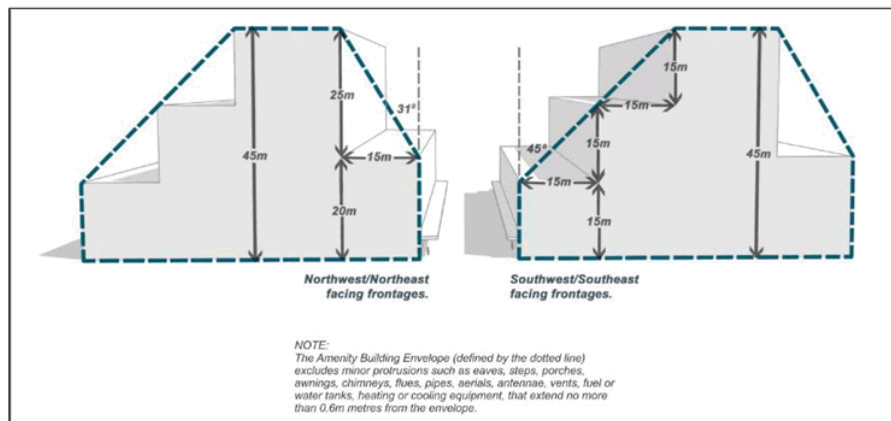 25m
31°
45m
15m
20m
Northwest/Northeast
facing frontages.
15m
15m
15m
45°
45m
15m
15m
Southwest/Southeast
facing frontages.
NOTE:
The Amenity Building Envelope (defined by the dotted line)
excludes minor protrusions such as eaves, steps, porches,
awnings, chimneys, flues, pipes, aerials, antennae, vents, fuel or
water tanks, heating or cooling equipment, that extend no more
than 0.6m metres from the envelope.